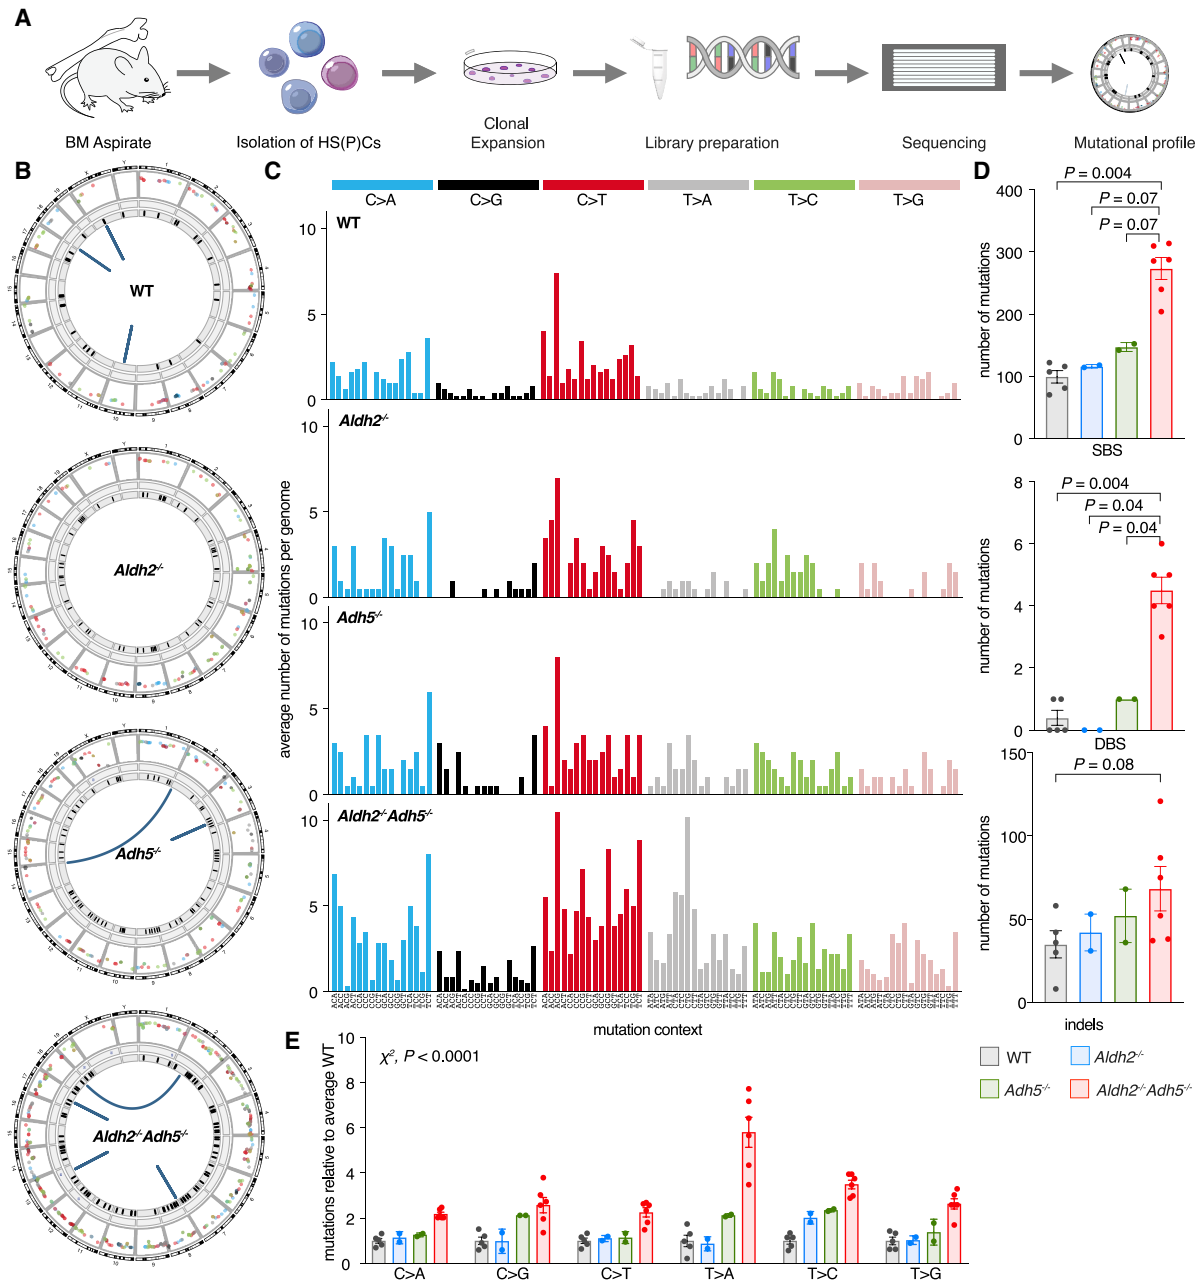 A
BM Aspirate
Isolation of HS(P)Cs
Clonal
Expansion
Library preparation
Sequencing
Mutational profile
B
WT
Aldh2-/-
Adh5-/-
Aldh2-/-Adh5-/-
C
C>A C>G C>T T>A T>C T>G
average number of mutations per genome
WT
10
5
0
Aldh2-/-
10
5
0
Adh5-/-
10
5
0
Aldh2-/-Adh5-/-
10
5
0
mutation context
D
P = 0.004
P = 0.07
P = 0.07
number of mutations
400
300
200
100
0
SBS
P = 0.004
P = 0.04
P = 0.04
number of mutations
8
6
4
2
0
DBS
P = 0.08
number of mutations
150
100
50
0
indels
WT
Aldh2-/-
Adh5-/-
Aldh2-/-Adh5-/-
E
χ², P < 0.0001
mutations relative to average WT
10
8
6
4
2
0
C>A C>G C>T T>A T>C T>G